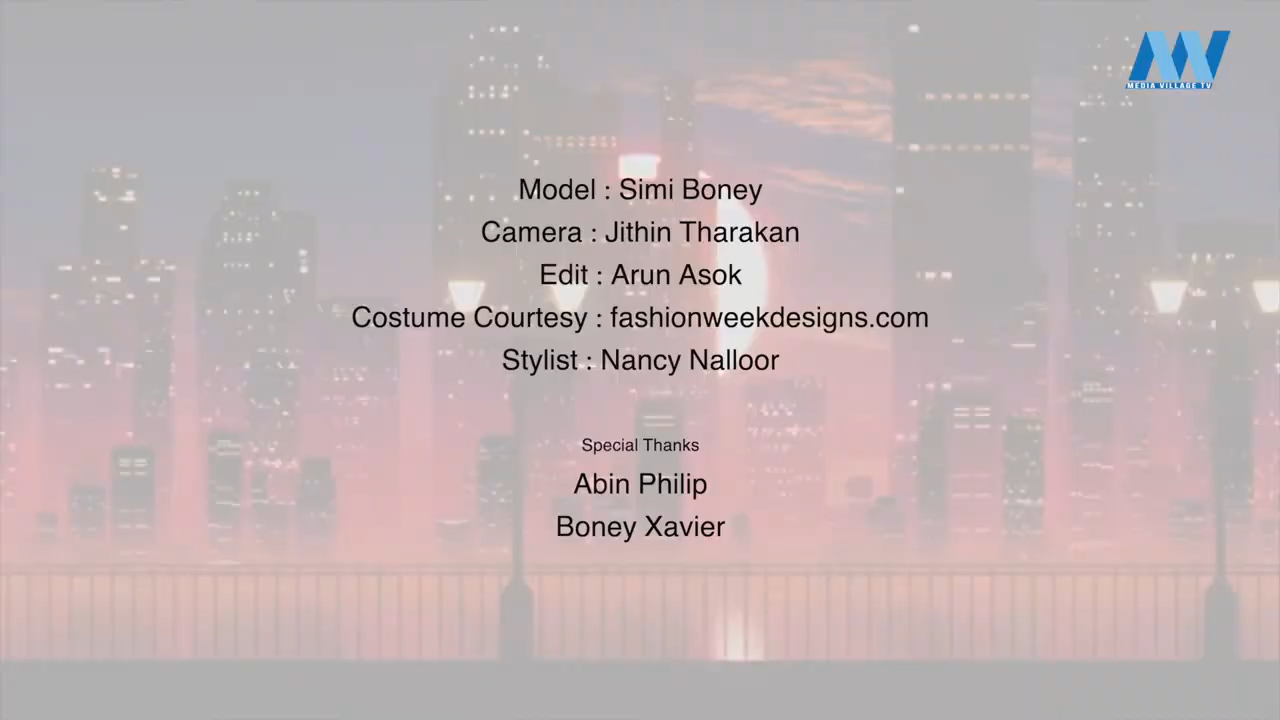 MEDIA VILLAGE TV
Model : Simi Boney
Camera : Jithin Tharakan
Edit : Arun Asok
Costume Courtesy : fashionweekdesigns.com
Stylist : Nancy Nalloor
Special Thanks
Abin Philip
Boney Xavier